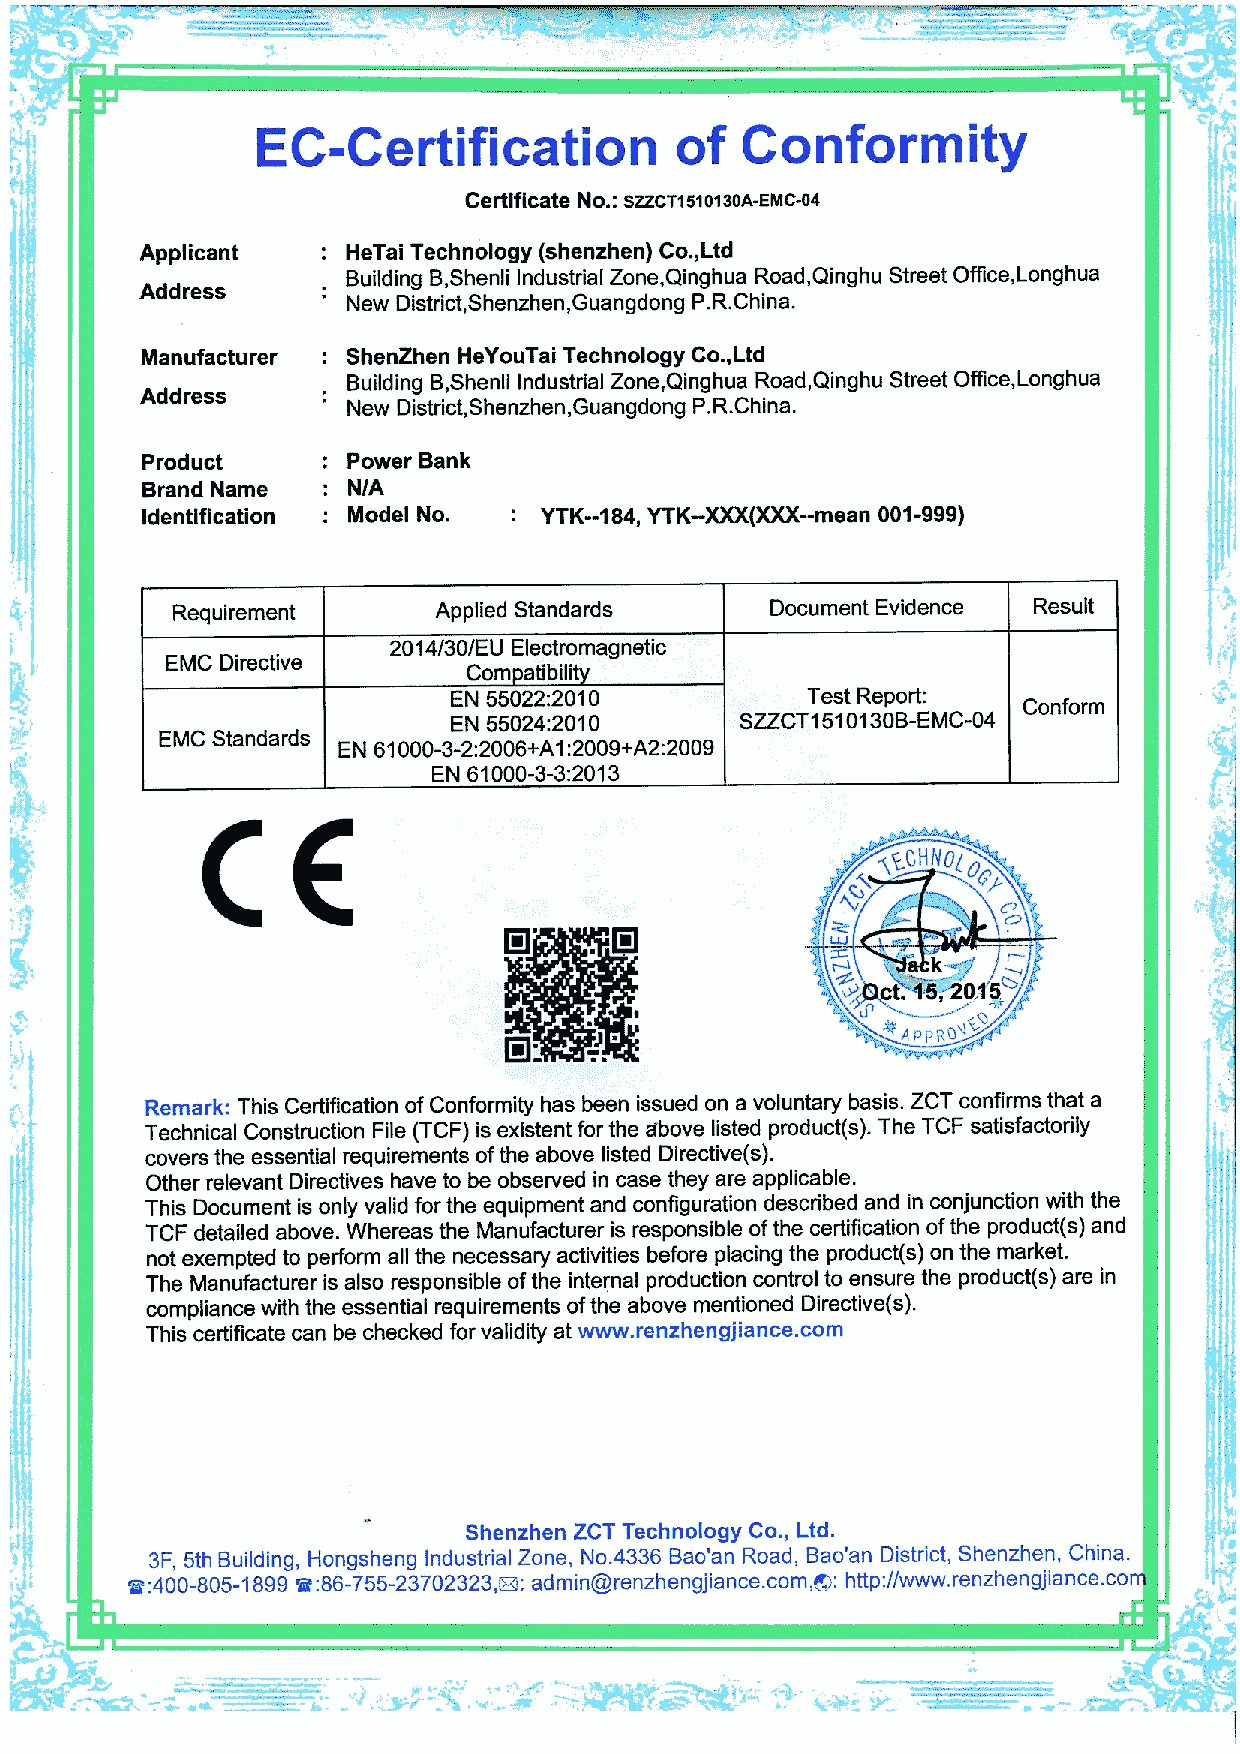 EC-Certification of Conformity
Certificate No.: SZZCT1510130A-EMC-04
Applicant : HeTai Technology (shenzhen) Co.,Ltd
Address : Building B,Shenli Industrial Zone,Qinghua Road,Qinghu Street Office,Longhua
New District,Shenzhen,Guangdong P.R.China.
Manufacturer : ShenZhen HeYouTai Technology Co.,Ltd
Address : Building B,Shenli Industrial Zone,Qinghua Road,Qinghu Street Office,Longhua
New District,Shenzhen,Guangdong P.R.China.
Product : Power Bank
Brand Name : N/A
Identification : Model No. : YTK--184, YTK--XXX(XXX--mean 001-999)
Requirement Applied Standards Document Evidence Result
EMC Directive 2014/30/EU Electromagnetic
Compatibility
EMC Standards EN 55022:2010
EN 55024:2010
EN 61000-3-2:2006+A1:2009+A2:2009
EN 61000-3-3:2013
Test Report:
SZZCT1510130B-EMC-04
Conform
CE
SHENZHEN ZCT TECHNOLOGY CO., LTD
Jack
Oct. 15, 2015
* APPROVED *
Remark: This Certification of Conformity has been issued on a voluntary basis. ZCT confirms that a
Technical Construction File (TCF) is existent for the above listed product(s). The TCF satisfactorily
covers the essential requirements of the above listed Directive(s).
Other relevant Directives have to be observed in case they are applicable.
This Document is only valid for the equipment and configuration described and in conjunction with the
TCF detailed above. Whereas the Manufacturer is responsible of the certification of the product(s) and
not exempted to perform all the necessary activities before placing the product(s) on the market.
The Manufacturer is also responsible of the internal production control to ensure the product(s) are in
compliance with the essential requirements of the above mentioned Directive(s).
This certificate can be checked for validity at www.renzhengjiance.com
Shenzhen ZCT Technology Co., Ltd.
3F, 5th Building, Hongsheng Industrial Zone, No.4336 Bao'an Road, Bao'an District, Shenzhen, China.
☎:400-805-1899 ☎:86-755-23702323,✉: admin@renzhengjiance.com,: http://www.renzhengjiance.com